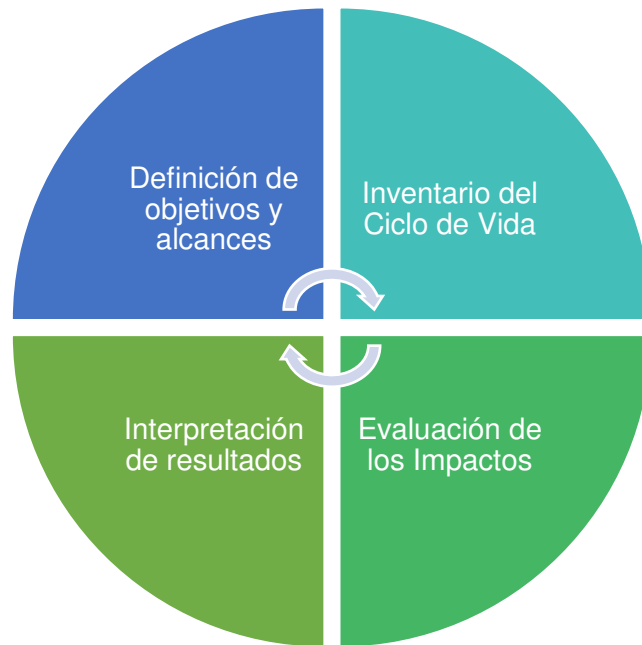 Definición de
objetivos y
alcances
Inventario del
Ciclo de Vida
Interpretación
de resultados
Evaluación de
los Impactos